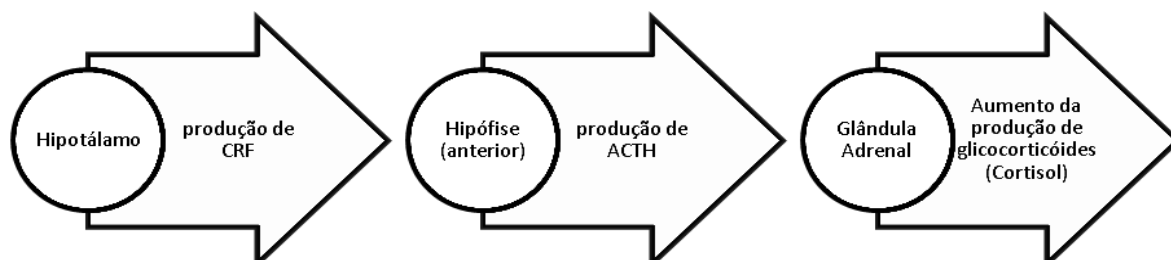 Hipotálamo
produção de
CRF
Hipófise
(anterior)
produção de
ACTH
Glândula
Adrenal
Aumento da
produção de
glicocorticóides
(Cortisol)